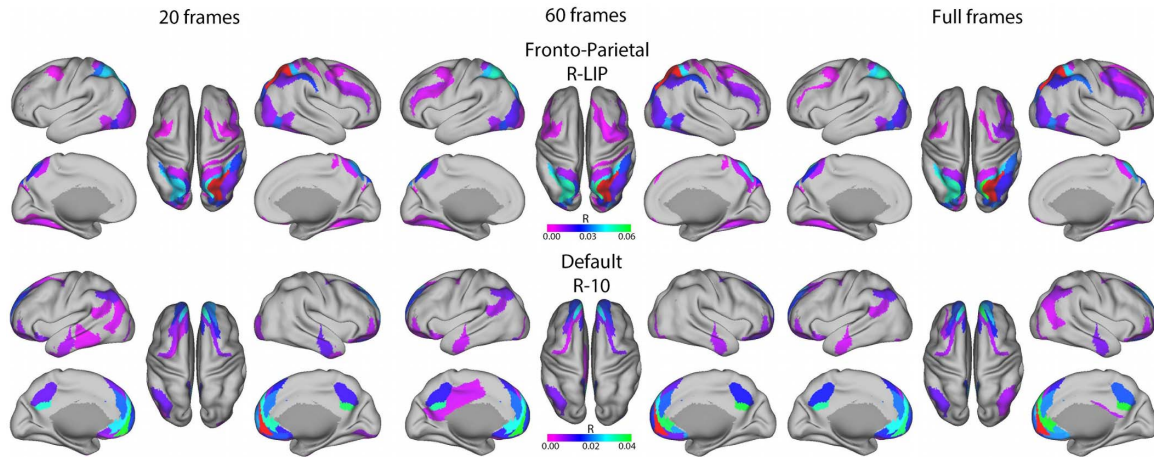 20 frames
60 frames
Full frames
Fronto-Parietal
R-LIP
R
0.00 0.03 0.06
Default
R-10
R
0.00 0.02 0.04